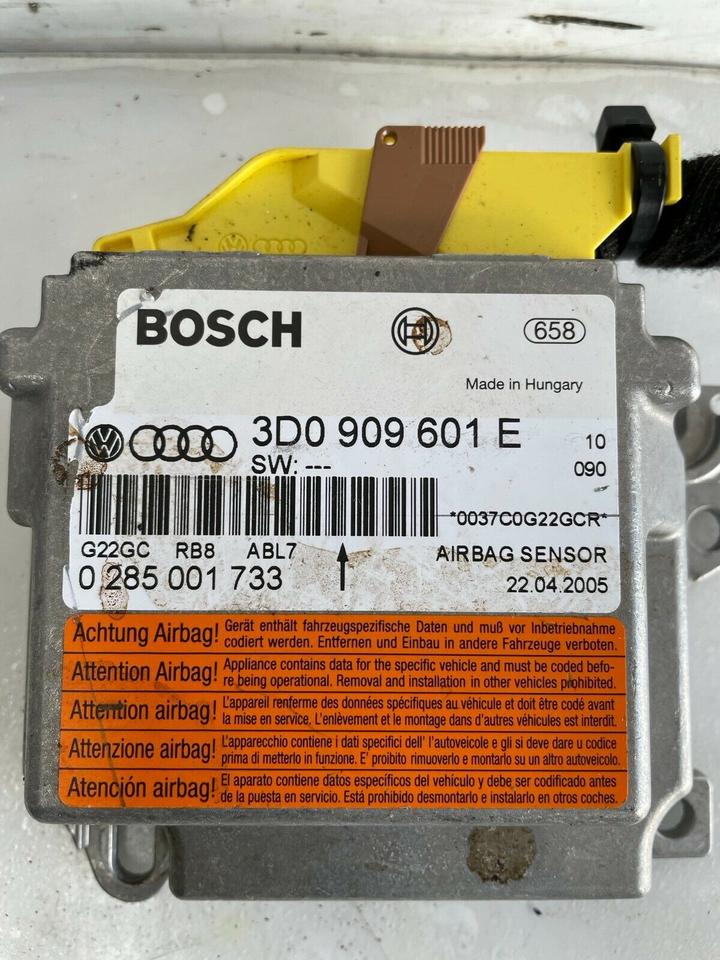 BOSCH
658
Made in Hungary
3D0 909 601 E
10
SW: ---
090
*0037C0G22GCR*
G22GC RB8 ABL7
AIRBAG SENSOR
0 285 001 733
22.04.2005
Achtung Airbag! Gerät enthält fahrzeugspezifische Daten und muß vor Inbetriebnahme
codiert werden. Entfernen und Einbau in andere Fahrzeuge verboten.
Attention Airbag! Appliance contains data for the specific vehicle and must be coded befo-
re being operational. Removal and installation in other vehicles prohibited.
Attention airbag! L'appareil renferme des données spécifiques au véhicule et doit être codé avant
la mise en service, L'enlèvement et le montage dans d'autres véhicules est interdit.
Attenzione airbag! L'apparecchio contiene i dati specifici dell' l'autoveicolo e gli si deve dare u codice
prima di metterlo in funzione. E' proibito rimuoverlo e montarlo su un altro autoveicolo.
Atención airbag! El aparato contiene datos específicos del vehículo y debe ser codificado antes
de la puesta en servicio. Está prohibido desmontarlo e instalarlo en otros coches.